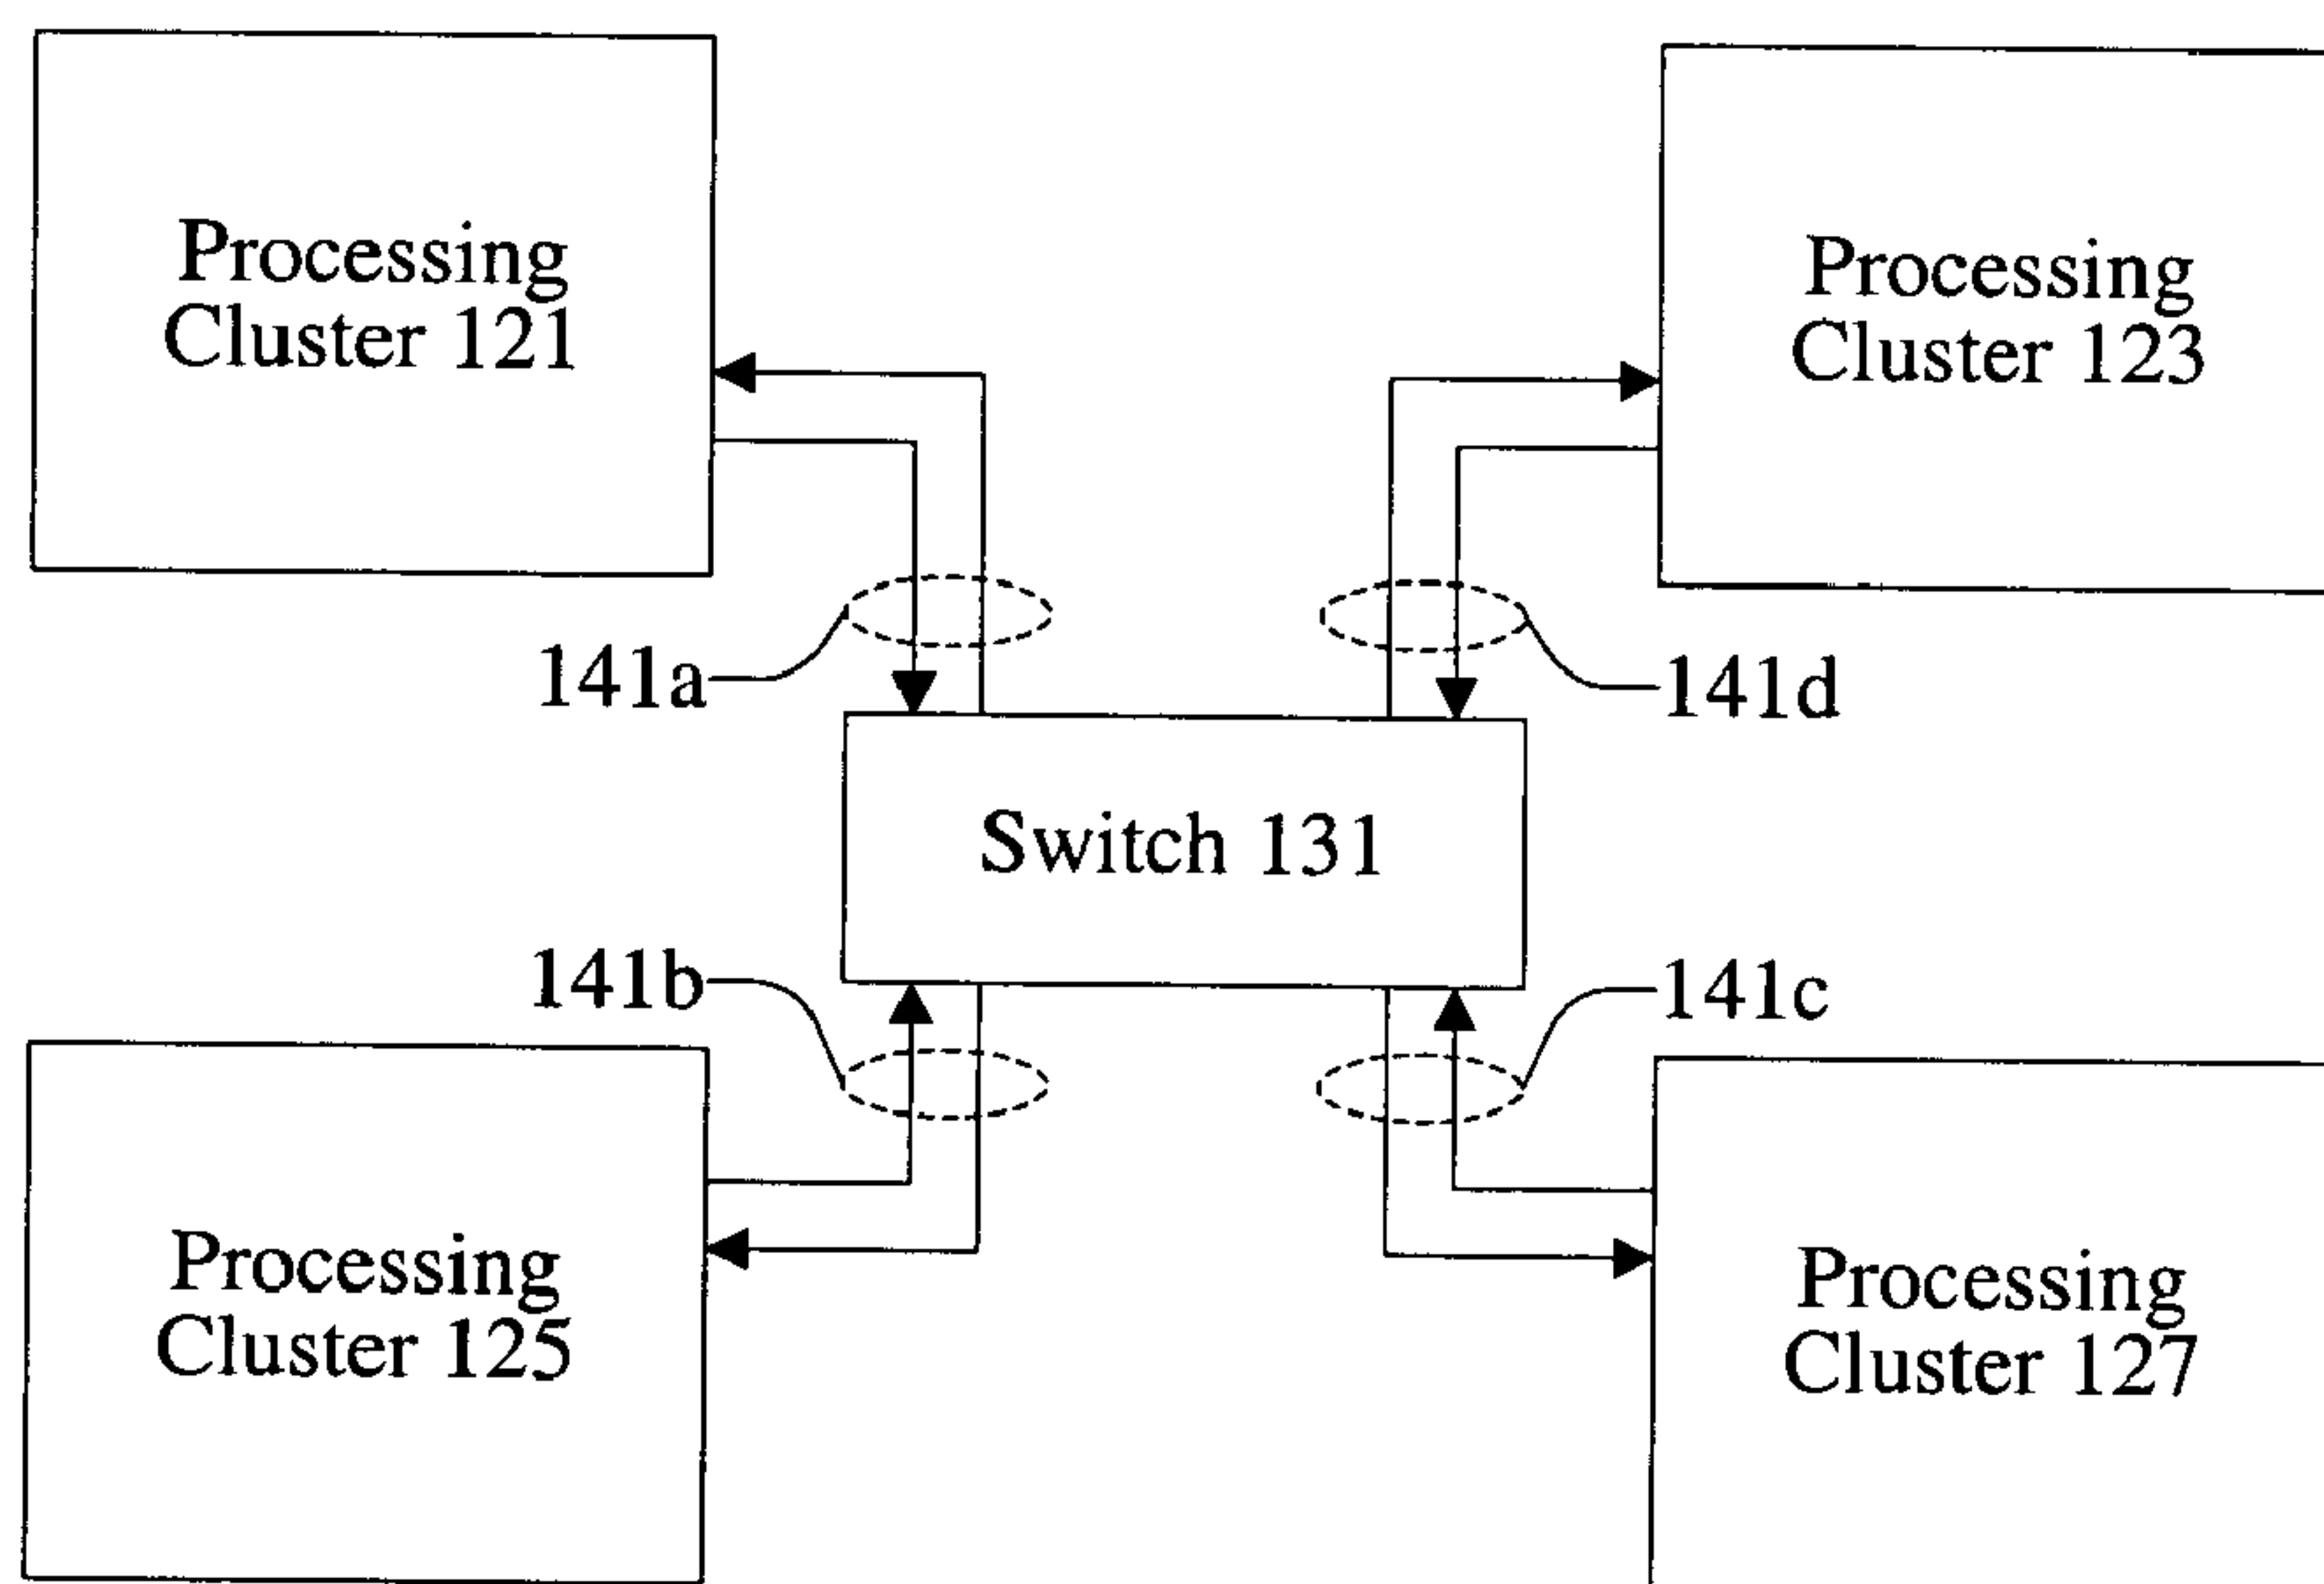 Processing
Cluster 121
Processing
Cluster 123
141a
141d
Switch 131
141b
141c
Processing
Cluster 125
Processing
Cluster 127